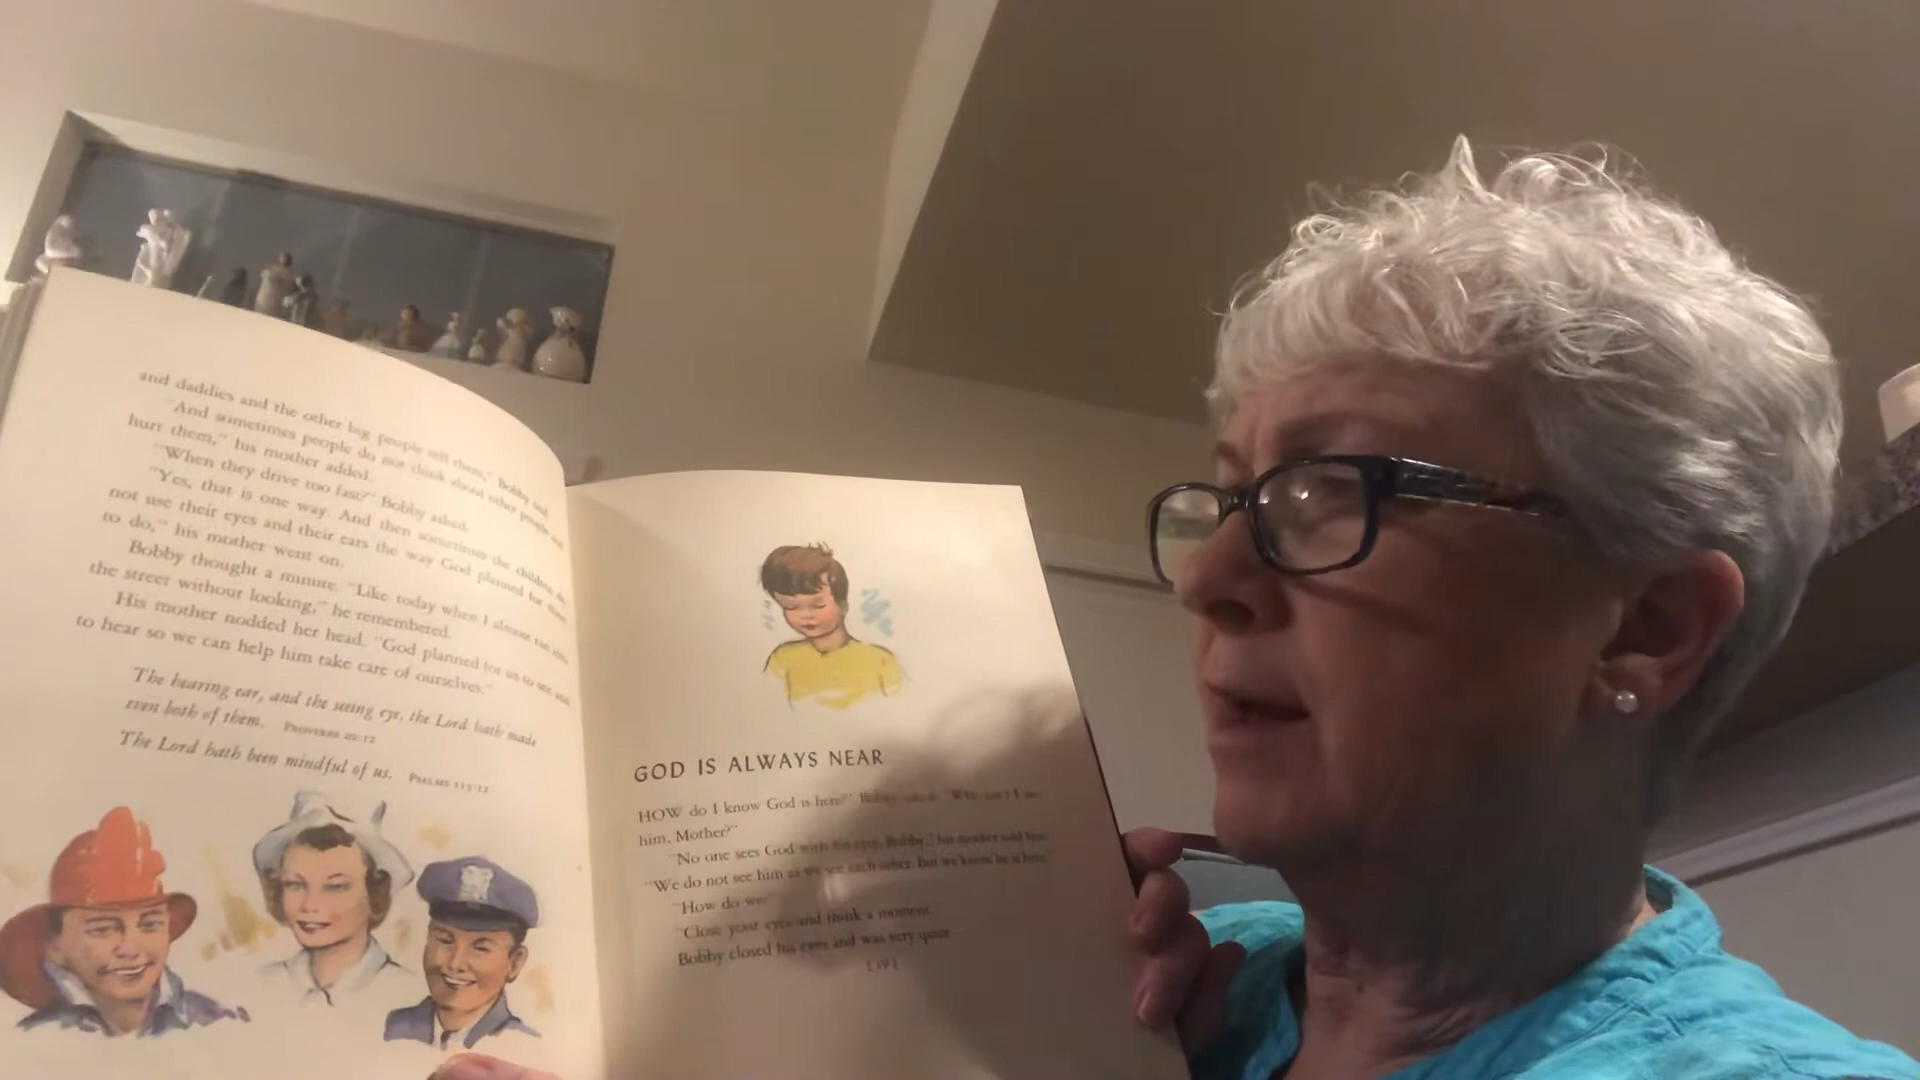 and daddies and the other big people tell them," Bobby said.
"And sometimes people do not think about other people and
hurt them," his mother added.
"When they drive too fast?" Bobby asked.
"Yes, that is one way. And then sometimes the children do
not use their eyes and their ears the way God planned for them
to do," his mother went on.
Bobby thought a minute. "Like today when I almost ran into
the street without looking," he remembered.
His mother nodded her head. "God planned for us to see and
to hear so we can help him take care of ourselves."
The hearing ear, and the seeing eye, the Lord hath made
even both of them. PROVERBS 20:12
The Lord hath been mindful of us. PSALMS 115:12
GOD IS ALWAYS NEAR
HOW do I know God is here?" Bobby asked. "Why can't I see
him, Mother?"
"No one sees God with his eyes, Bobby," his mother told him.
"We do not see him as we see each other. But we know he is here."
"How do we?"
"Close your eyes and think a moment."
Bobby closed his eyes and was very quiet.
[19]